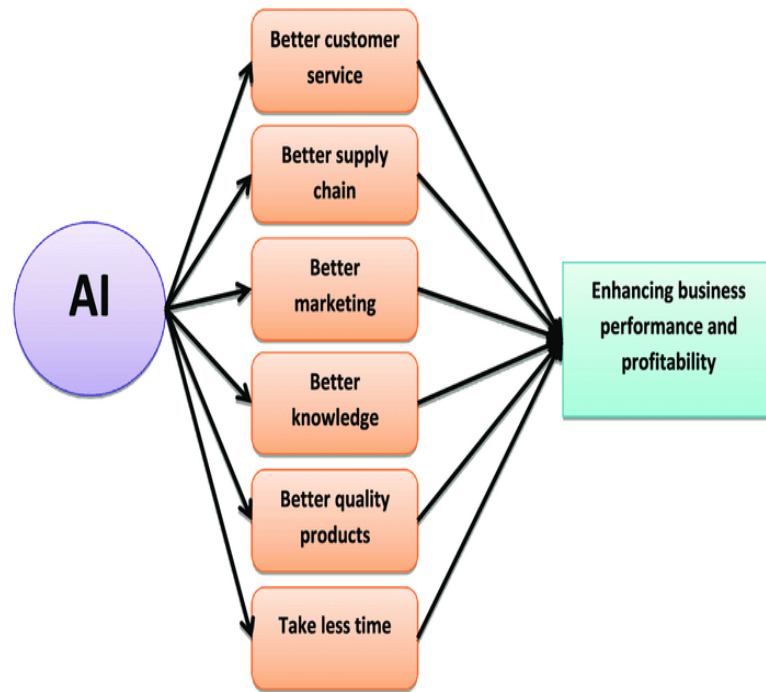 AI
Better customer
service
Better supply
chain
Better
marketing
Better
knowledge
Better quality
products
Take less time
Enhancing business
performance and
profitability